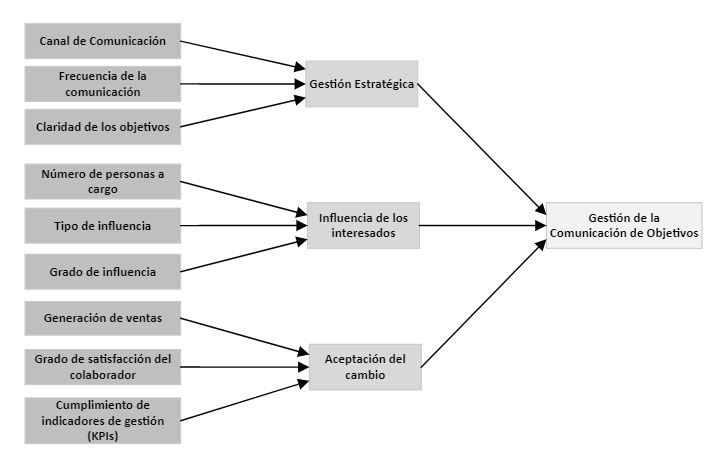 Canal de Comunicación
Frecuencia de la
comunicación
Claridad de los objetivos
Gestión Estratégica
Número de personas a
cargo
Tipo de influencia
Grado de influencia
Influencia de los
interesados
Generación de ventas
Grado de satisfacción del
colaborador
Cumplimiento de
indicadores de gestión
(KPIs)
Aceptación del
cambio
Gestión de la
Comunicación de Objetivos